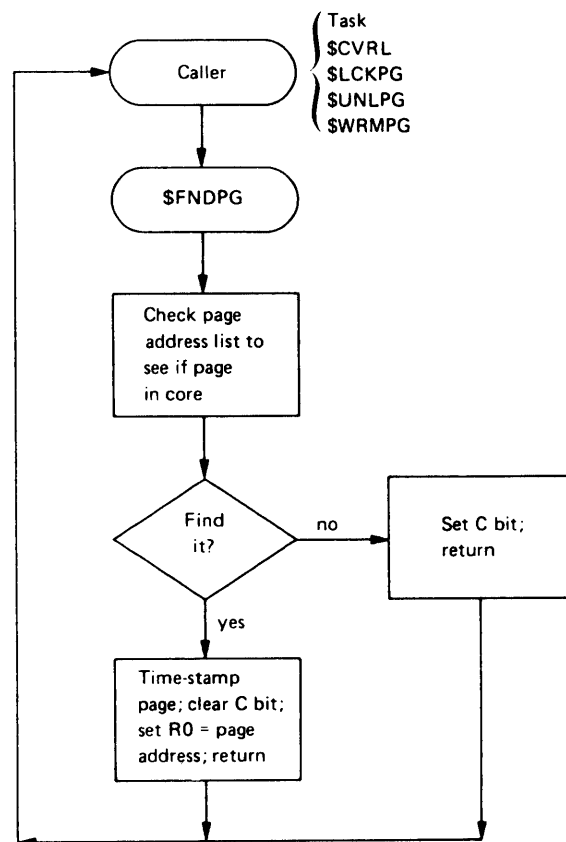 Task
$CVRL
Caller
$LCKPG
$UNLPG
$WRMPG
$FNDPG
Check page
address list to
see if page
in core
Find
it?
no
Set C bit;
return
yes
Time-stamp
page; clear C bit;
set R0 = page
address; return